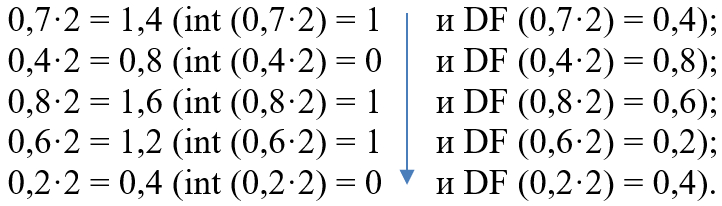 0,7·2 = 1,4 (int (0,7·2) = 1 и DF (0,7·2) = 0,4);
0,4·2 = 0,8 (int (0,4·2) = 0 и DF (0,4·2) = 0,8);
0,8·2 = 1,6 (int (0,8·2) = 1 и DF (0,8·2) = 0,6);
0,6·2 = 1,2 (int (0,6·2) = 1 и DF (0,6·2) = 0,2);
0,2·2 = 0,4 (int (0,2·2) = 0 и DF (0,2·2) = 0,4).